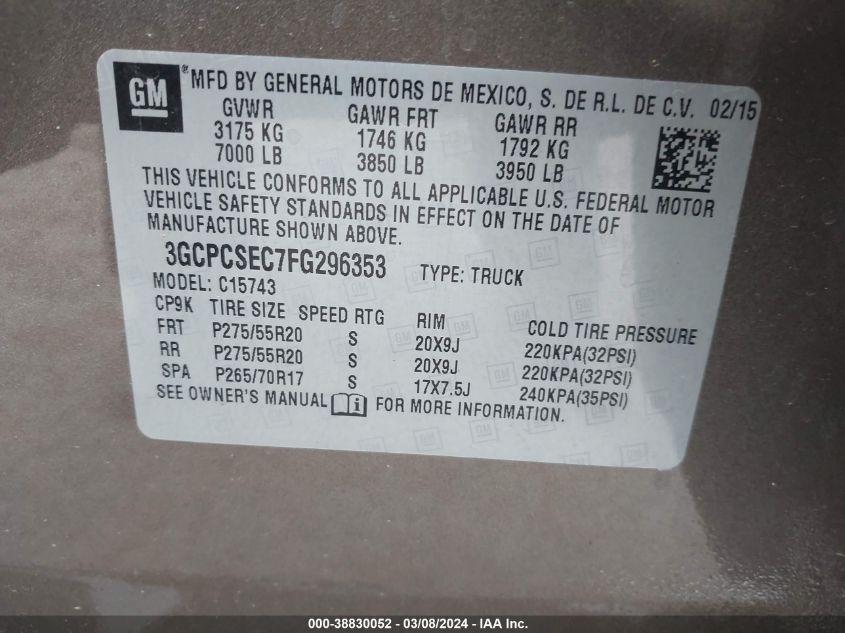 GM ® MFD BY GENERAL MOTORS DE MEXICO, S. DE R.L. DE C.V. 02/15
GVWR GAWR FRT GAWR RR
3175 KG 1746 KG 1792 KG
7000 LB 3850 LB 3950 LB
THIS VEHICLE CONFORMS TO ALL APPLICABLE U.S. FEDERAL MOTOR
VEHICLE SAFETY STANDARDS IN EFFECT ON THE DATE OF
MANUFACTURE SHOWN ABOVE.
3GCPCSEC7FG296353 TYPE: TRUCK
MODEL: C15743
CP9K TIRE SIZE SPEED RTG RIM COLD TIRE PRESSURE
FRT P275/55R20 S 20X9J 220KPA(32PSI)
RR P275/55R20 S 20X9J 220KPA(32PSI)
SPA P265/70R17 S 17X7.5J 240KPA(35PSI)
SEE OWNER'S MANUAL i FOR MORE INFORMATION.
000-38830052 - 03/08/2024 - IAA Inc.